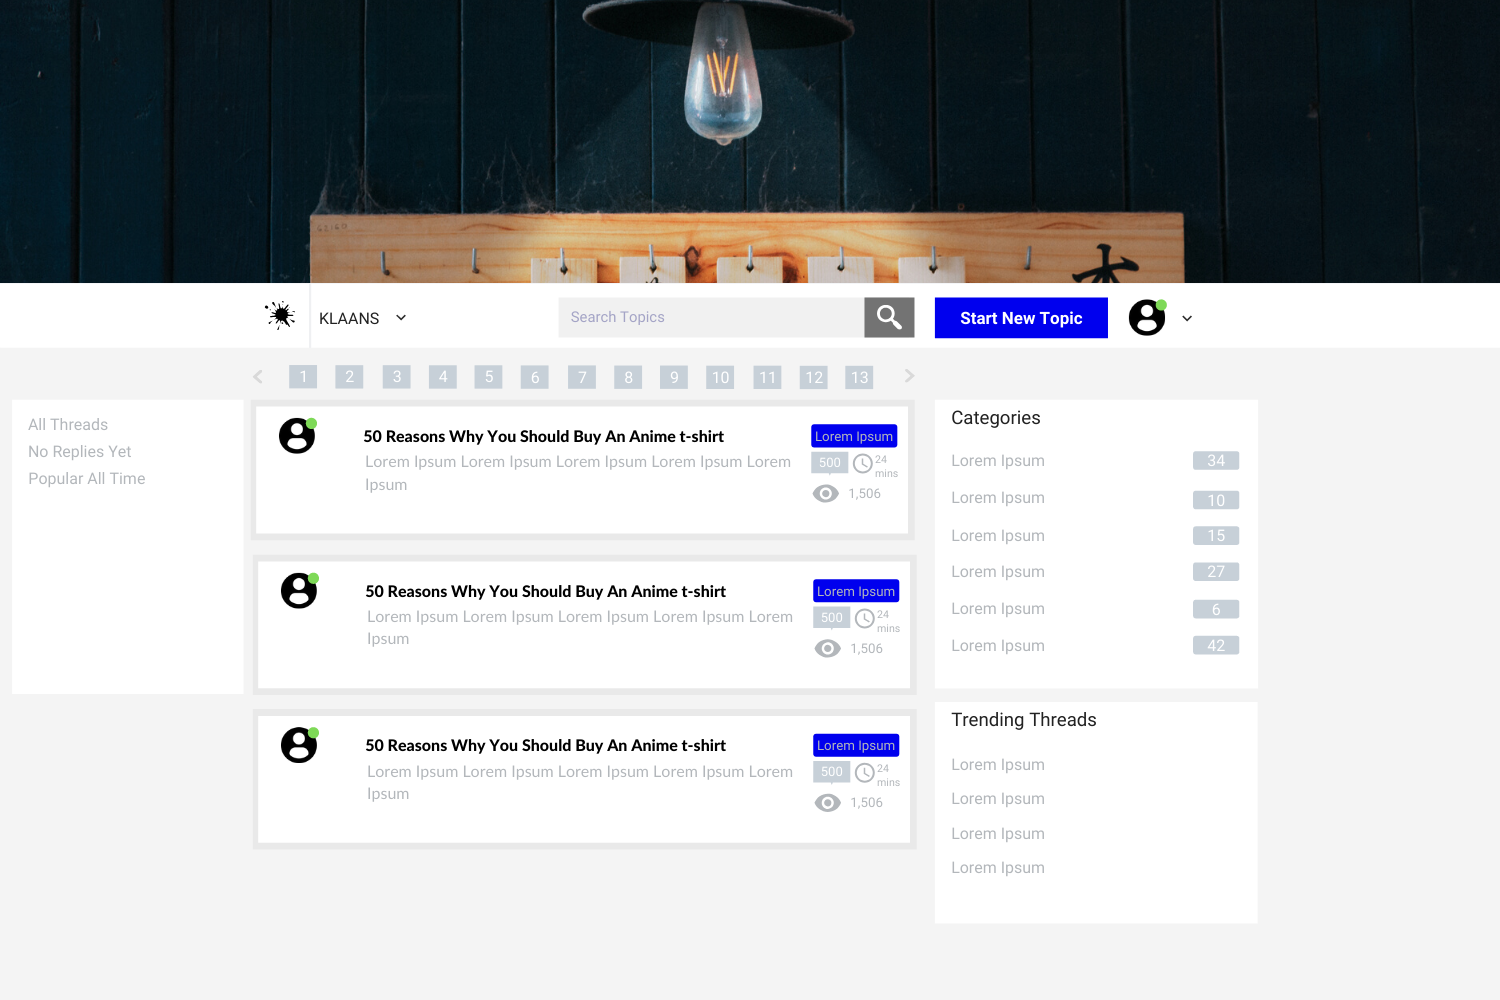 KLAANS
Search Topics
Start New Topic
1 2 3 4 5 6 7 8 9 10 11 12 13
All Threads
No Replies Yet
Popular All Time
50 Reasons Why You Should Buy An Anime t-shirt
Lorem Ipsum Lorem Ipsum Lorem Ipsum Lorem Ipsum Lorem
Ipsum
Lorem Ipsum
500
24
mins
1,506
50 Reasons Why You Should Buy An Anime t-shirt
Lorem Ipsum Lorem Ipsum Lorem Ipsum Lorem Ipsum Lorem
Ipsum
Lorem Ipsum
500
24
mins
1,506
50 Reasons Why You Should Buy An Anime t-shirt
Lorem Ipsum Lorem Ipsum Lorem Ipsum Lorem Ipsum Lorem
Ipsum
Lorem Ipsum
500
24
mins
1,506
Categories
Lorem Ipsum 34
Lorem Ipsum 10
Lorem Ipsum 15
Lorem Ipsum 27
Lorem Ipsum 6
Lorem Ipsum 42
Trending Threads
Lorem Ipsum
Lorem Ipsum
Lorem Ipsum
Lorem Ipsum